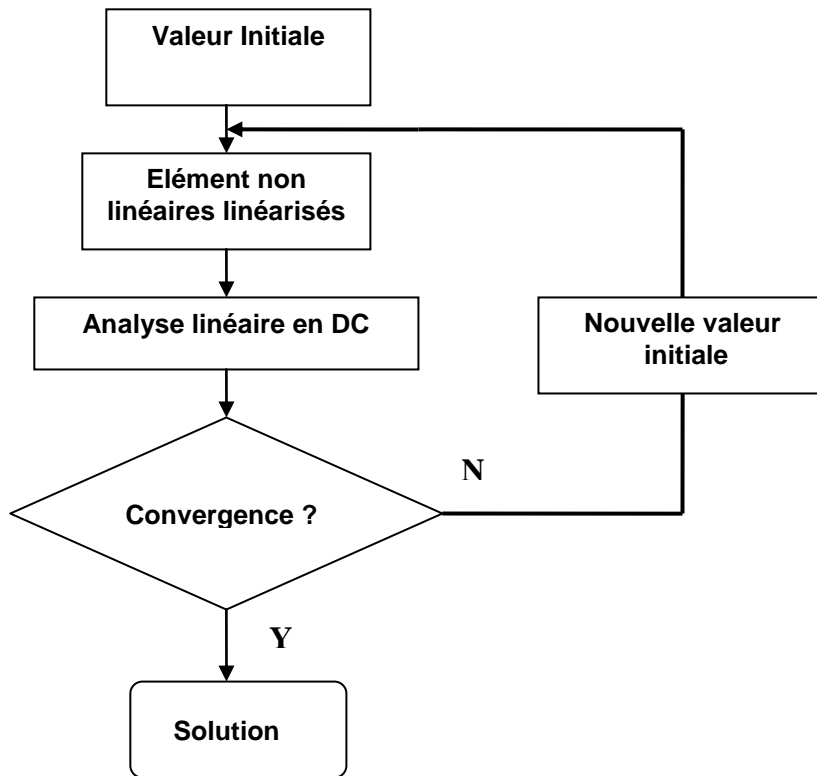 Valeur Initiale
Elément non
linéaires linéarisés
Analyse linéaire en DC
Nouvelle valeur
initiale
N
Convergence ?
Y
Solution